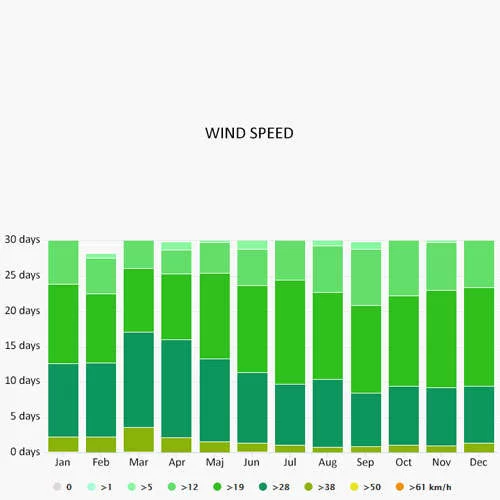 WIND SPEED
30 days
25 days
20 days
15 days
10 days
5 days
0 days
Jan Feb Mar Apr Maj Jun Jul Aug Sep Oct Nov Dec
0 >1 >5 >12 >19 >28 >38 >50 >61 km/h